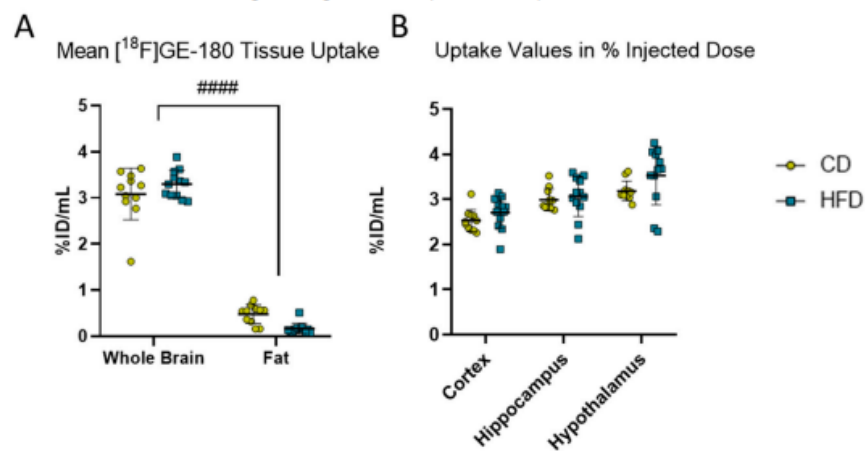 A
Mean [¹⁸F]GE-180 Tissue Uptake
####
%ID/mL
5
4
3
2
1
0
Whole Brain
Fat
B
Uptake Values in % Injected Dose
%ID/mL
5
4
3
2
1
0
Cortex
Hippocampus
Hypothalamus
CD
HFD